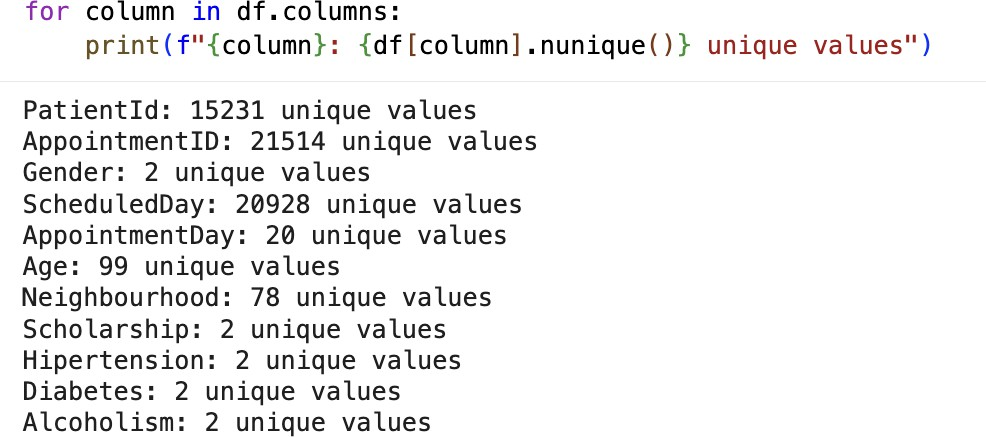 for column in df.columns:
    print(f"{column}: {df[column].nunique()} unique values")
PatientId: 15231 unique values
AppointmentID: 21514 unique values
Gender: 2 unique values
ScheduledDay: 20928 unique values
AppointmentDay: 20 unique values
Age: 99 unique values
Neighbourhood: 78 unique values
Scholarship: 2 unique values
Hipertension: 2 unique values
Diabetes: 2 unique values
Alcoholism: 2 unique values